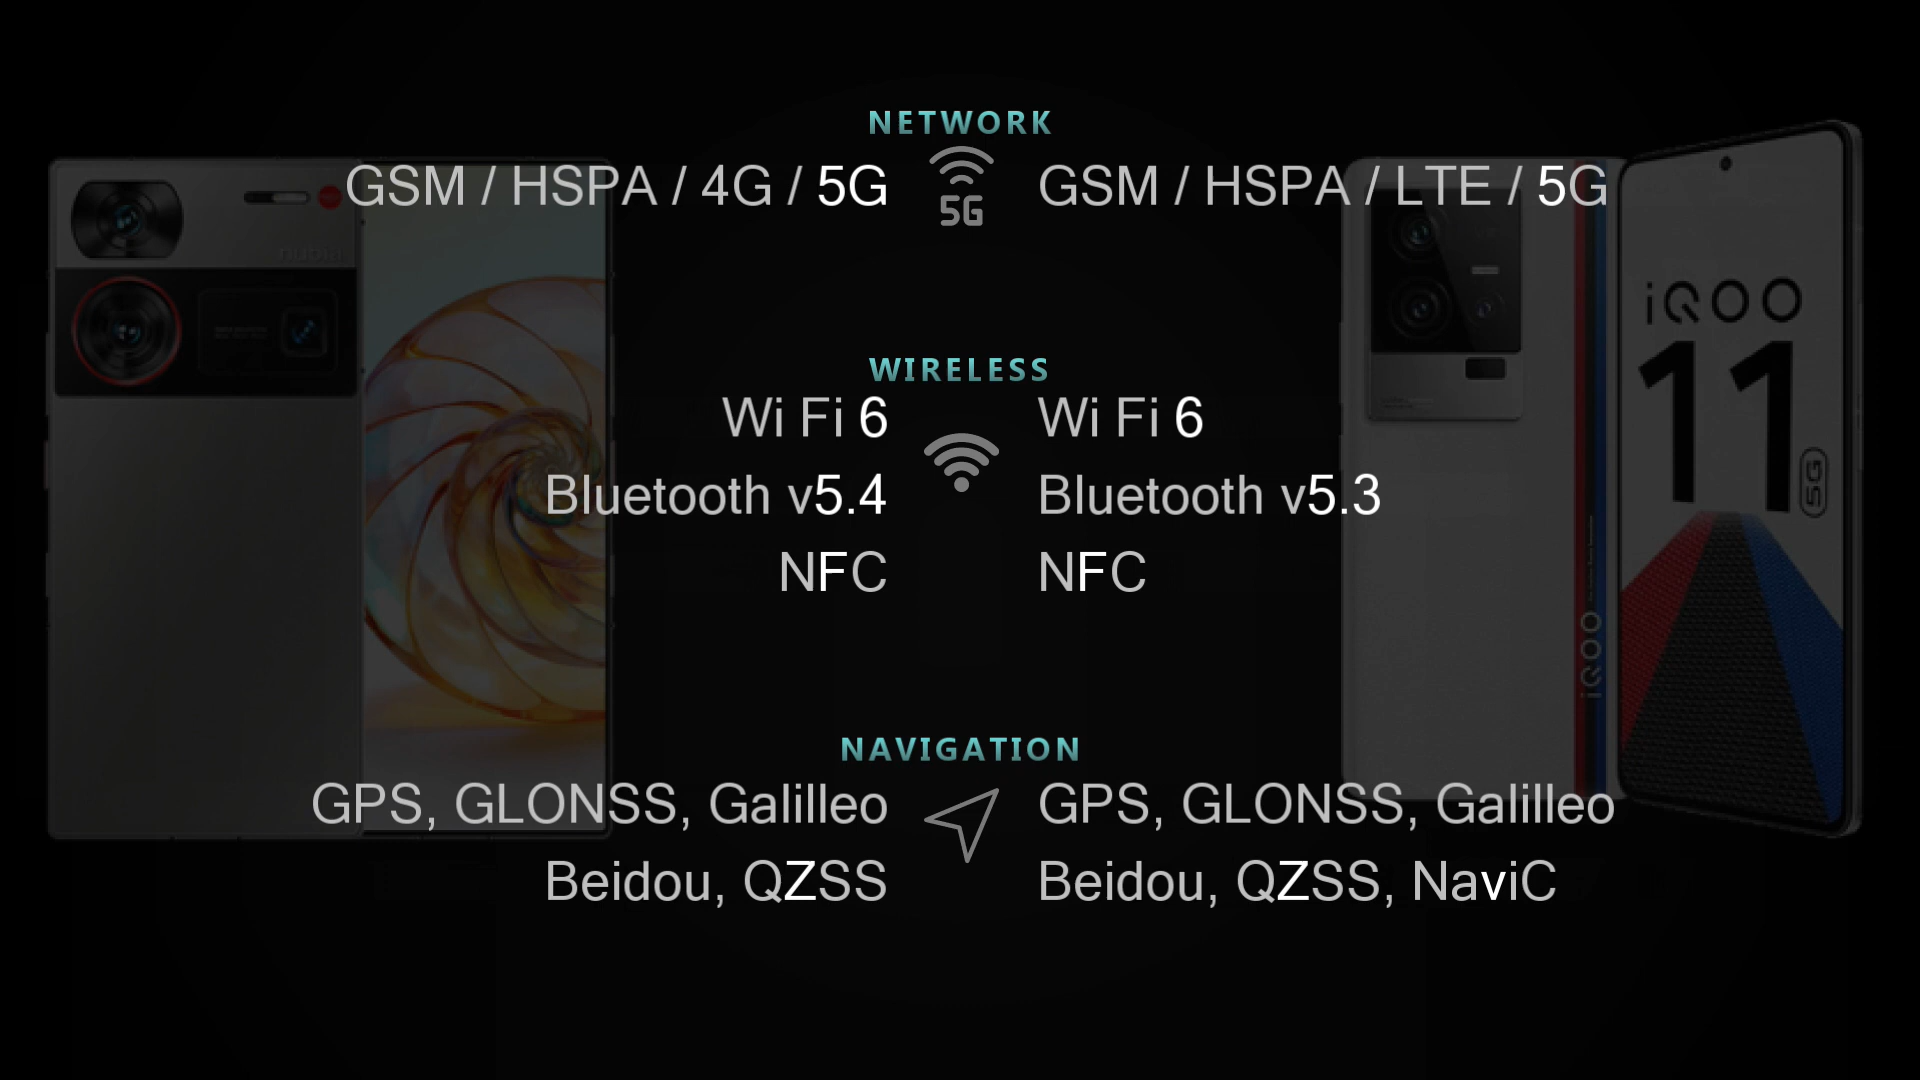 NETWORK
GSM / HSPA / 4G / 5G
5G
GSM / HSPA / LTE / 5G
nubia
iQOO
11
5G
WIRELESS
Wi Fi 6
Wi Fi 6
Bluetooth v5.4
Bluetooth v5.3
NFC
NFC
iQOO
NAVIGATION
GPS, GLONSS, Galilleo
GPS, GLONSS, Galilleo
Beidou, QZSS
Beidou, QZSS, NaviC